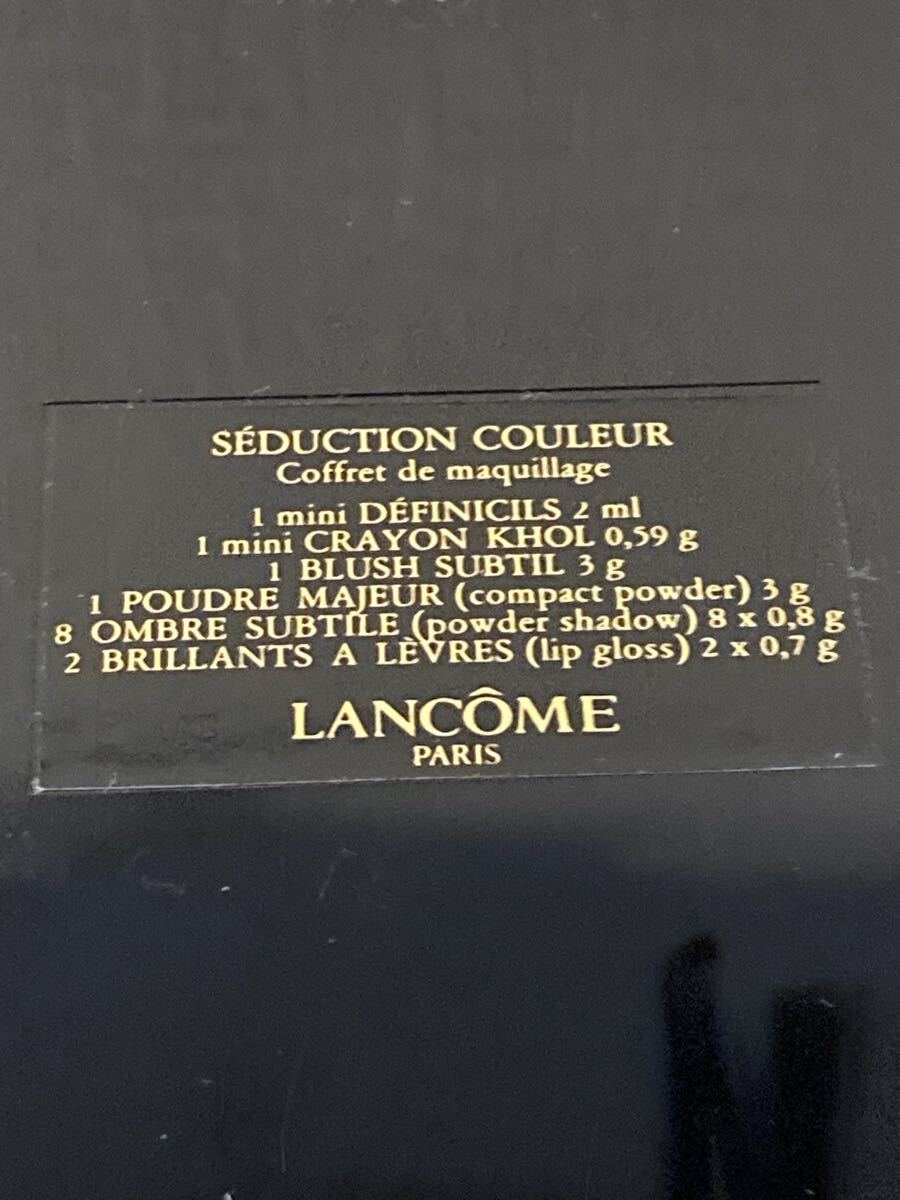 SÉDUCTION COULEUR
Coffret de maquillage
1 mini DÉFINICILS 2 ml
1 mini CRAYON KHOL 0,59 g
1 BLUSH SUBTIL 3 g
1 POUDRE MAJEUR (compact powder) 3 g
8 OMBRE SUBTILE (powder shadow) 8 x 0,8 g
2 BRILLANTS A LÈVRES (lip gloss) 2 x 0,7 g
LANCÔME
PARIS